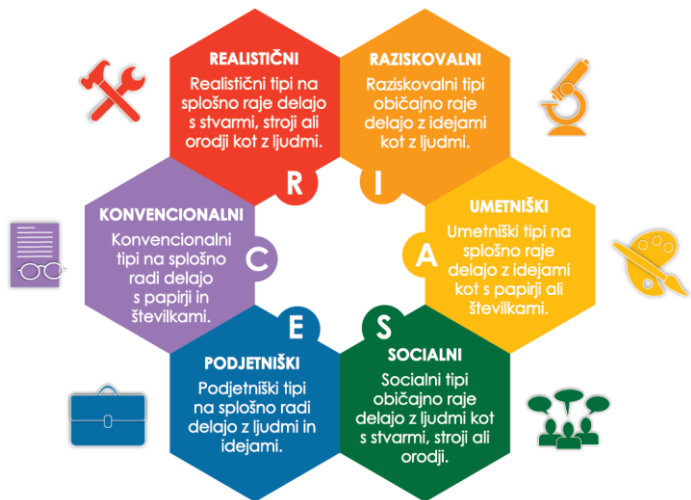 REALISTIČNI
Realistični tipi na
splošno raje delajo
s stvarmi, stroji ali
orodji kot z ljudmi.
R
RAZISKOVALNI
Raziskovalni tipi
običajno raje
delajo z idejami
kot z ljudmi.
I
KONVENCIONALNI
Konvencionalni
tipi na splošno
radi delajo
s papirji in
številkami.
C
UMETNIŠKI
Umetniški tipi na
splošno raje
delajo z idejami
kot s papirji ali
številkami.
A
E
PODJETNIŠKI
Podjetniški tipi
na splošno radi
delajo z ljudmi in
idejami.
S
SOCIALNI
Socialni tipi
običajno raje
delajo z ljudmi kot
s stvarmi, stroji ali
orodji.